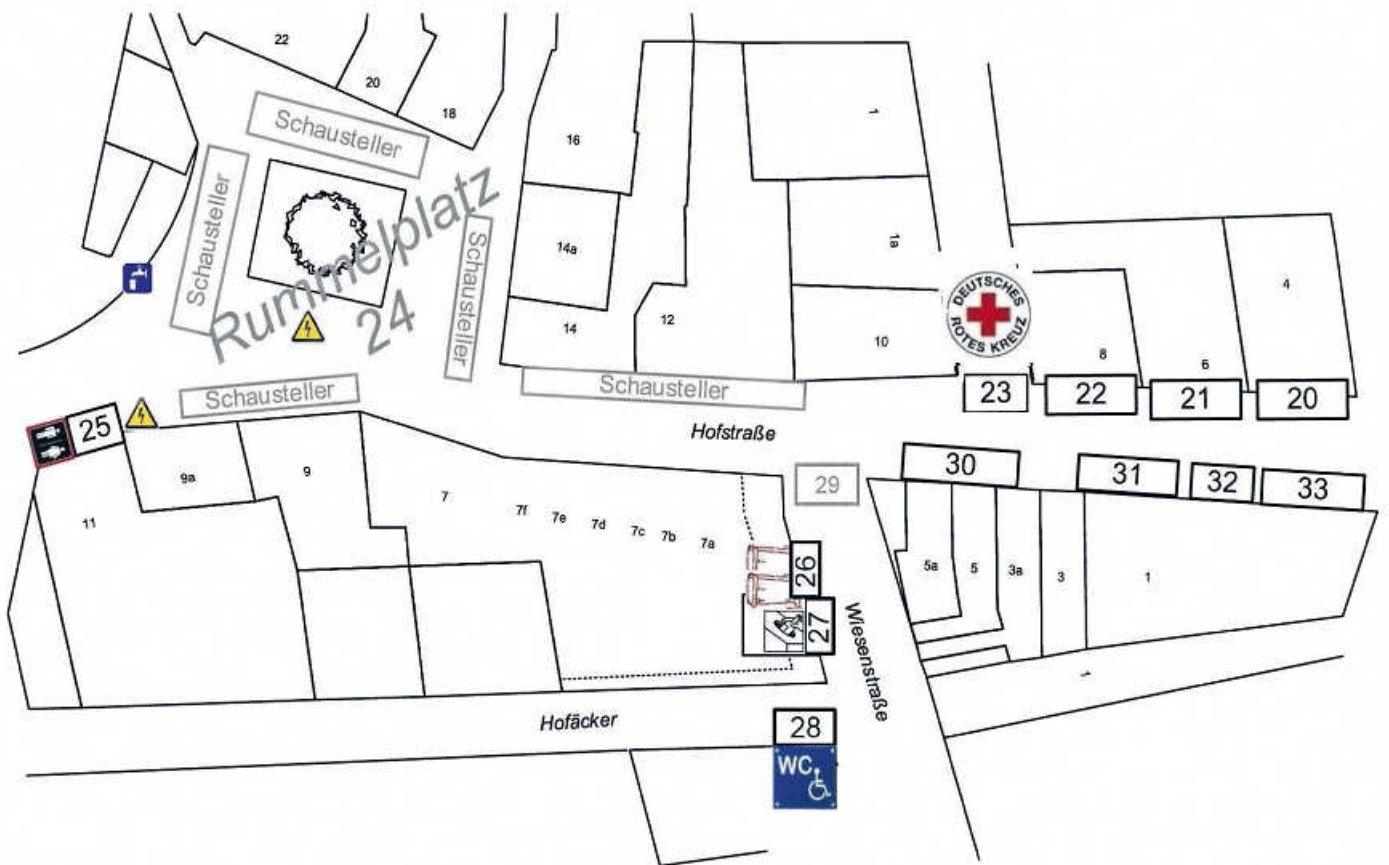 22
20
18
Schausteller
16
1
Schausteller
Rummelplatz
24
14a
1a
Schausteller
4
DEUTSCHES
ROTES KREUZ
14
12
10
8
6
Schausteller
Schausteller
23
22
21
20
25
Hofstraße
9a
9
7
7f
7e
7d
7c
7b
7a
11
29
30
31
32
33
26
27
5a
5
3a
3
1
Wiesenstraße
1
Hofäcker
28
WC